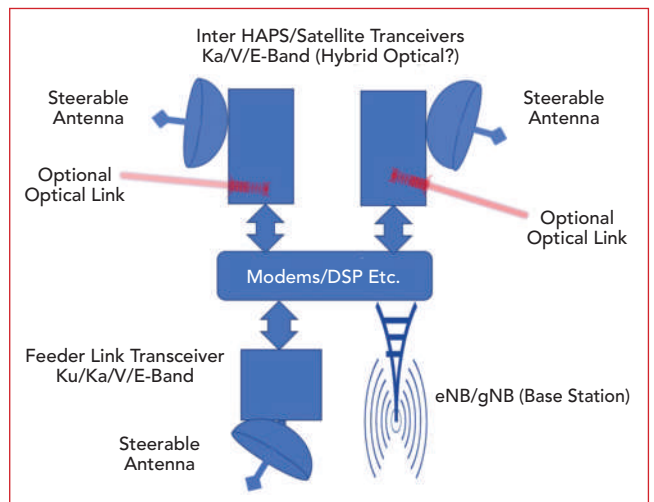 Inter HAPS/Satellite Tranceivers
Ka/V/E-Band (Hybrid Optical?)
Steerable
Antenna
Steerable
Antenna
Optional
Optical Link
Optional
Optical Link
Modems/DSP Etc.
Feeder Link Transceiver
Ku/Ka/V/E-Band
eNB/gNB (Base Station)
Steerable
Antenna